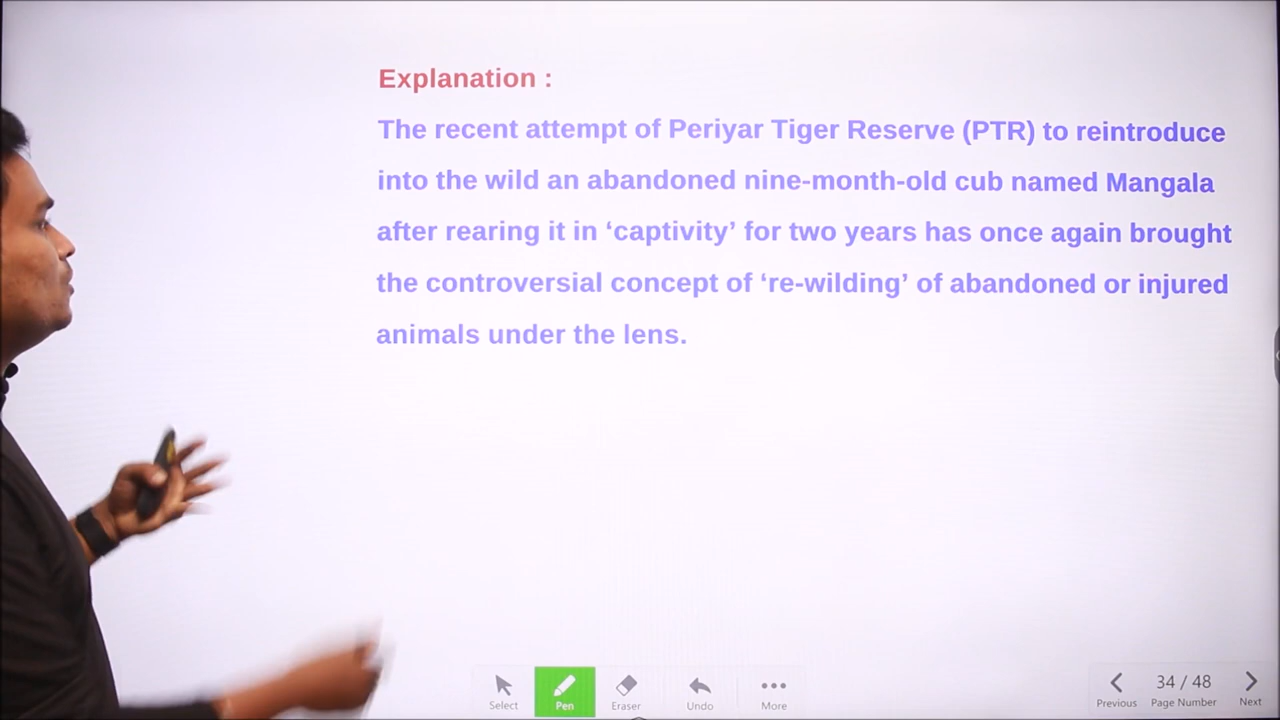 Explanation :
The recent attempt of Periyar Tiger Reserve (PTR) to reintroduce
into the wild an abandoned nine-month-old cub named Mangala
after rearing it in ‘captivity’ for two years has once again brought
the controversial concept of ‘re-wilding’ of abandoned or injured
animals under the lens.
Select
Pen
Eraser
Undo
More
Previous
34 / 48
Page Number
Next